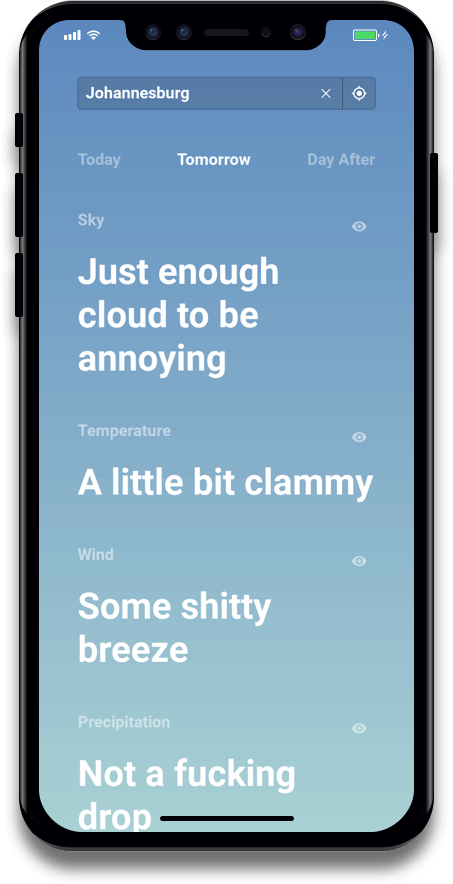 Johannesburg
Today Tomorrow Day After
Sky
Just enough
cloud to be
annoying
Temperature
A little bit clammy
Wind
Some shitty
breeze
Precipitation
Not a fucking
drop